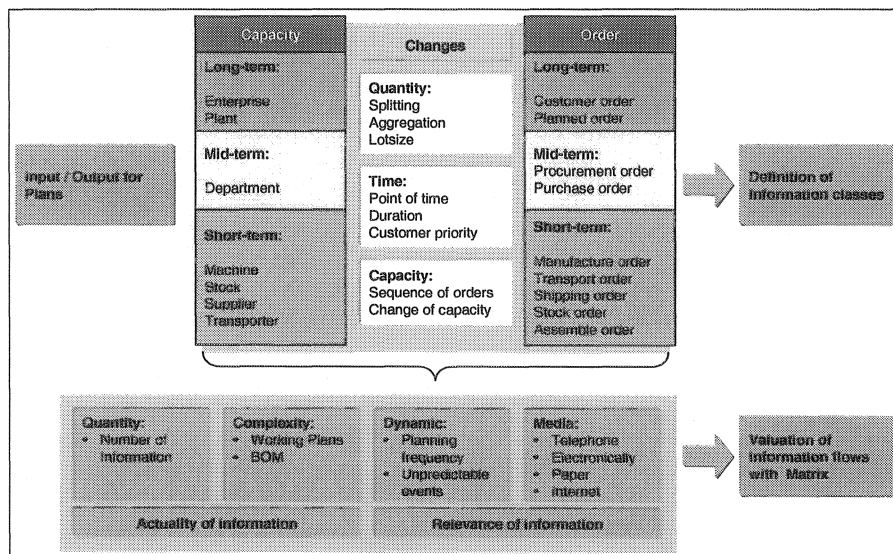 Capacity
Long-term:
Enterprise
Plant
Mid-term:
Department
Short-term:
Machine
Stock
Supplier
Transporter
Changes
Quantity:
Splitting
Aggregation
Lotsize
Time:
Point of time
Duration
Customer priority
Capacity:
Sequence of orders
Change of capacity
Order
Long-term:
Customer order
Planned order
Mid-term:
Procurement order
Purchase order
Short-term:
Manufacture order
Transport order
Shipping order
Stock order
Assemble order
Input / Output for
Plans
Definition of
Information classes
Quantity:
• Number of
Information
Complexity:
• Working Plans
• BOM
Dynamic:
• Planning
frequency
• Unpredictable
events
Media:
• Telephone
• Electronically
• Paper
• Internet
Actuality of information
Relevance of information
Valuation of
information flows
with Matrix